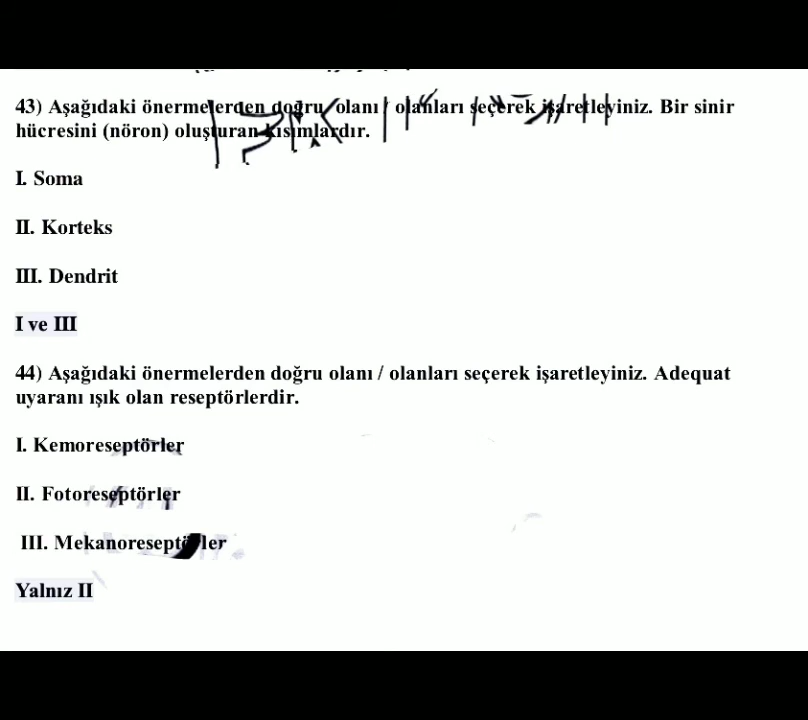 43) Aşağıdaki önermelerden doğru olanı / olanları seçerek işaretleyiniz. Bir sinir
hücresini (nöron) oluşturan kısımlardır.
I. Soma
II. Korteks
III. Dendrit
I ve III
44) Aşağıdaki önermelerden doğru olanı / olanları seçerek işaretleyiniz. Adequat
uyaranı ışık olan reseptörlerdir.
I. Kemoreseptörler
II. Fotoreseptörler
III. Mekanoreseptörler
Yalnız II